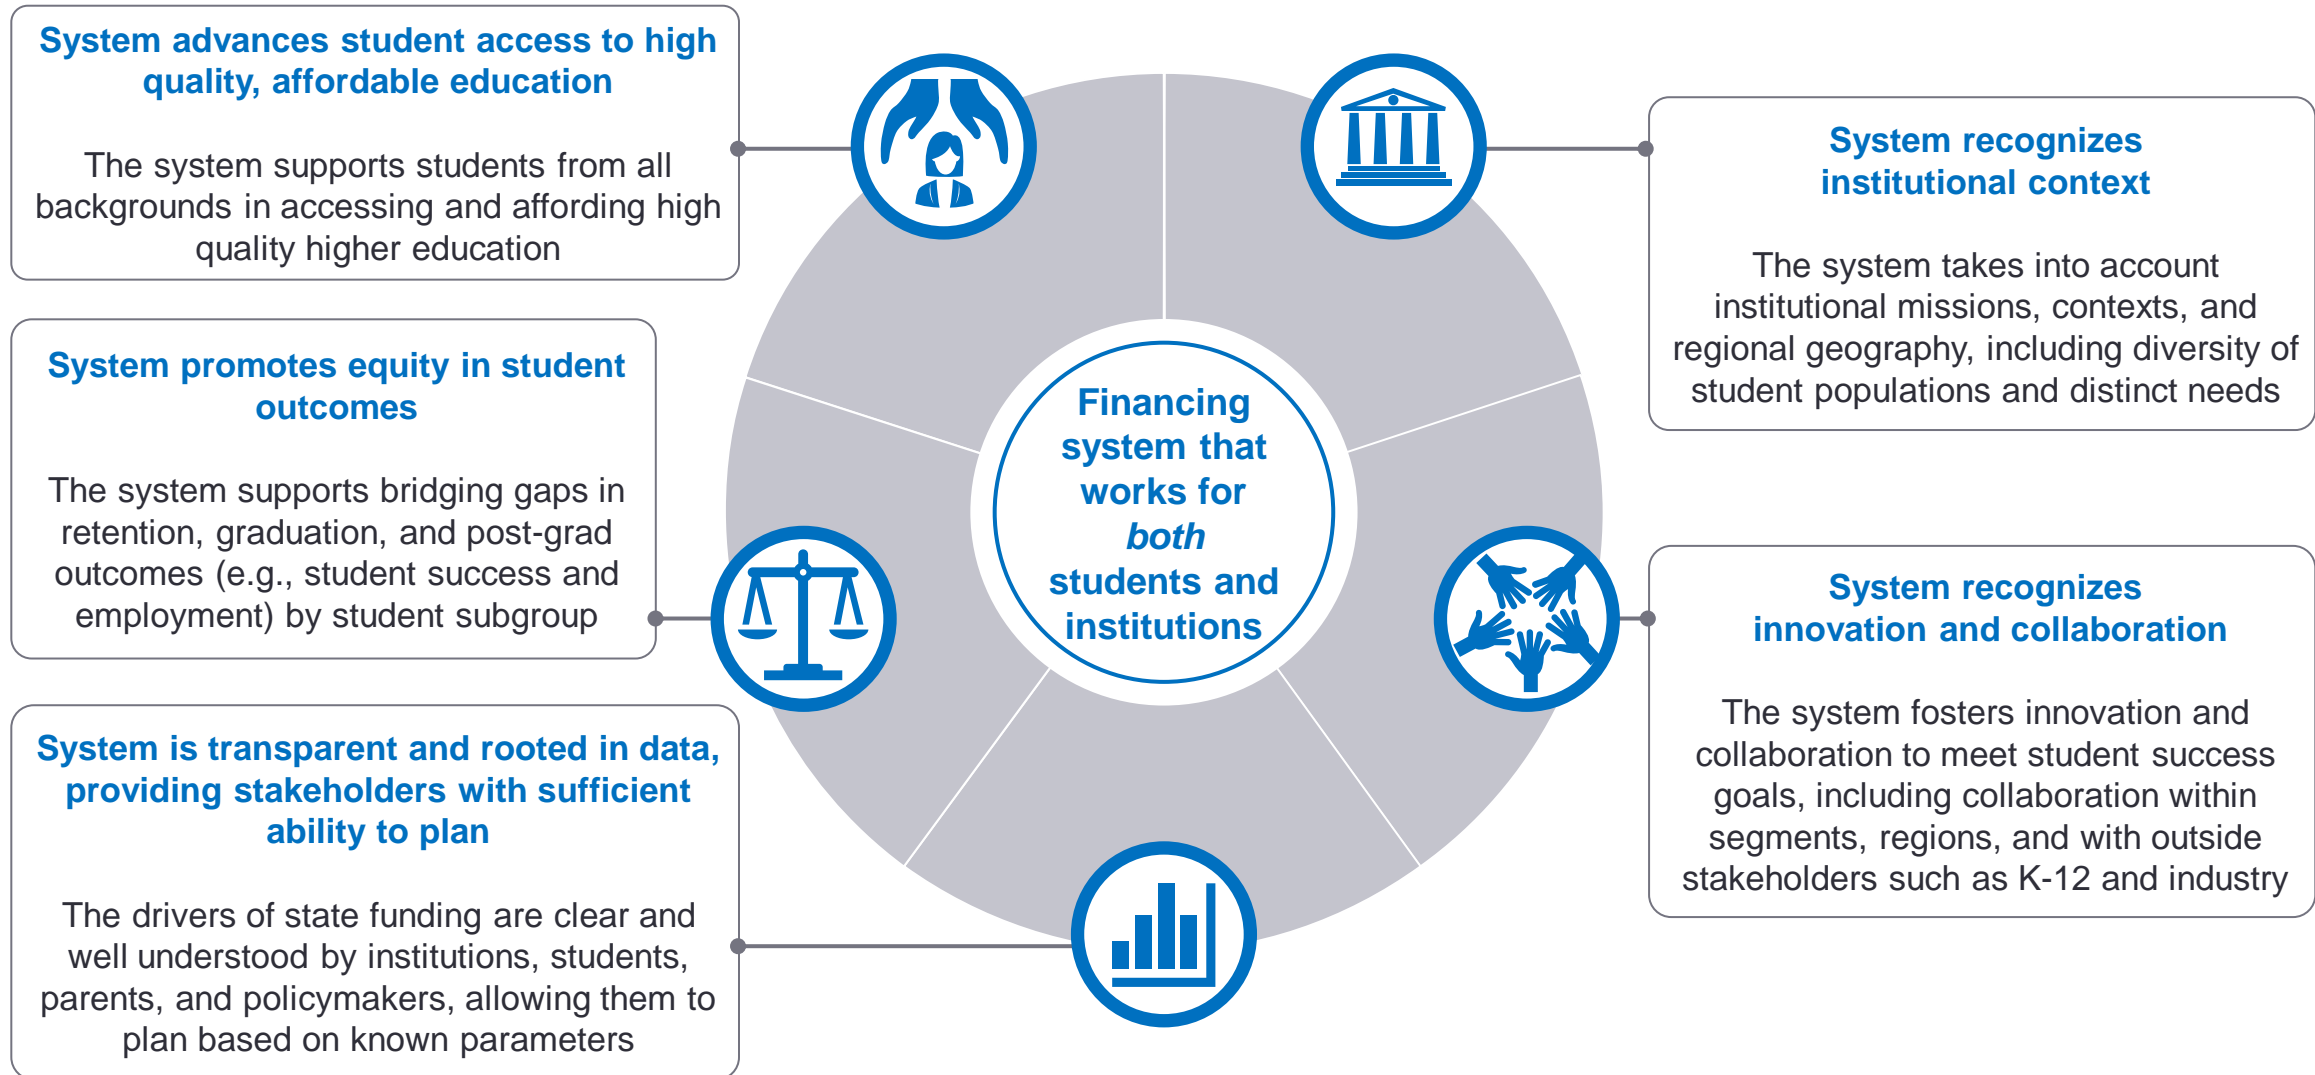 System advances student access to high
quality, affordable education
The system supports students from all
backgrounds in accessing and affording high
quality higher education
System promotes equity in student
outcomes
The system supports bridging gaps in
retention, graduation, and post-grad
outcomes (e.g., student success and
employment) by student subgroup
System is transparent and rooted in data,
providing stakeholders with sufficient
ability to plan
The drivers of state funding are clear and
well understood by institutions, students,
parents, and policymakers, allowing them to
plan based on known parameters
Financing
system that
works for
both
students and
institutions
System recognizes
institutional context
The system takes into account
institutional missions, contexts, and
regional geography, including diversity of
student populations and distinct needs
System recognizes
innovation and collaboration
The system fosters innovation and
collaboration to meet student success
goals, including collaboration within
segments, regions, and with outside
stakeholders such as K-12 and industry